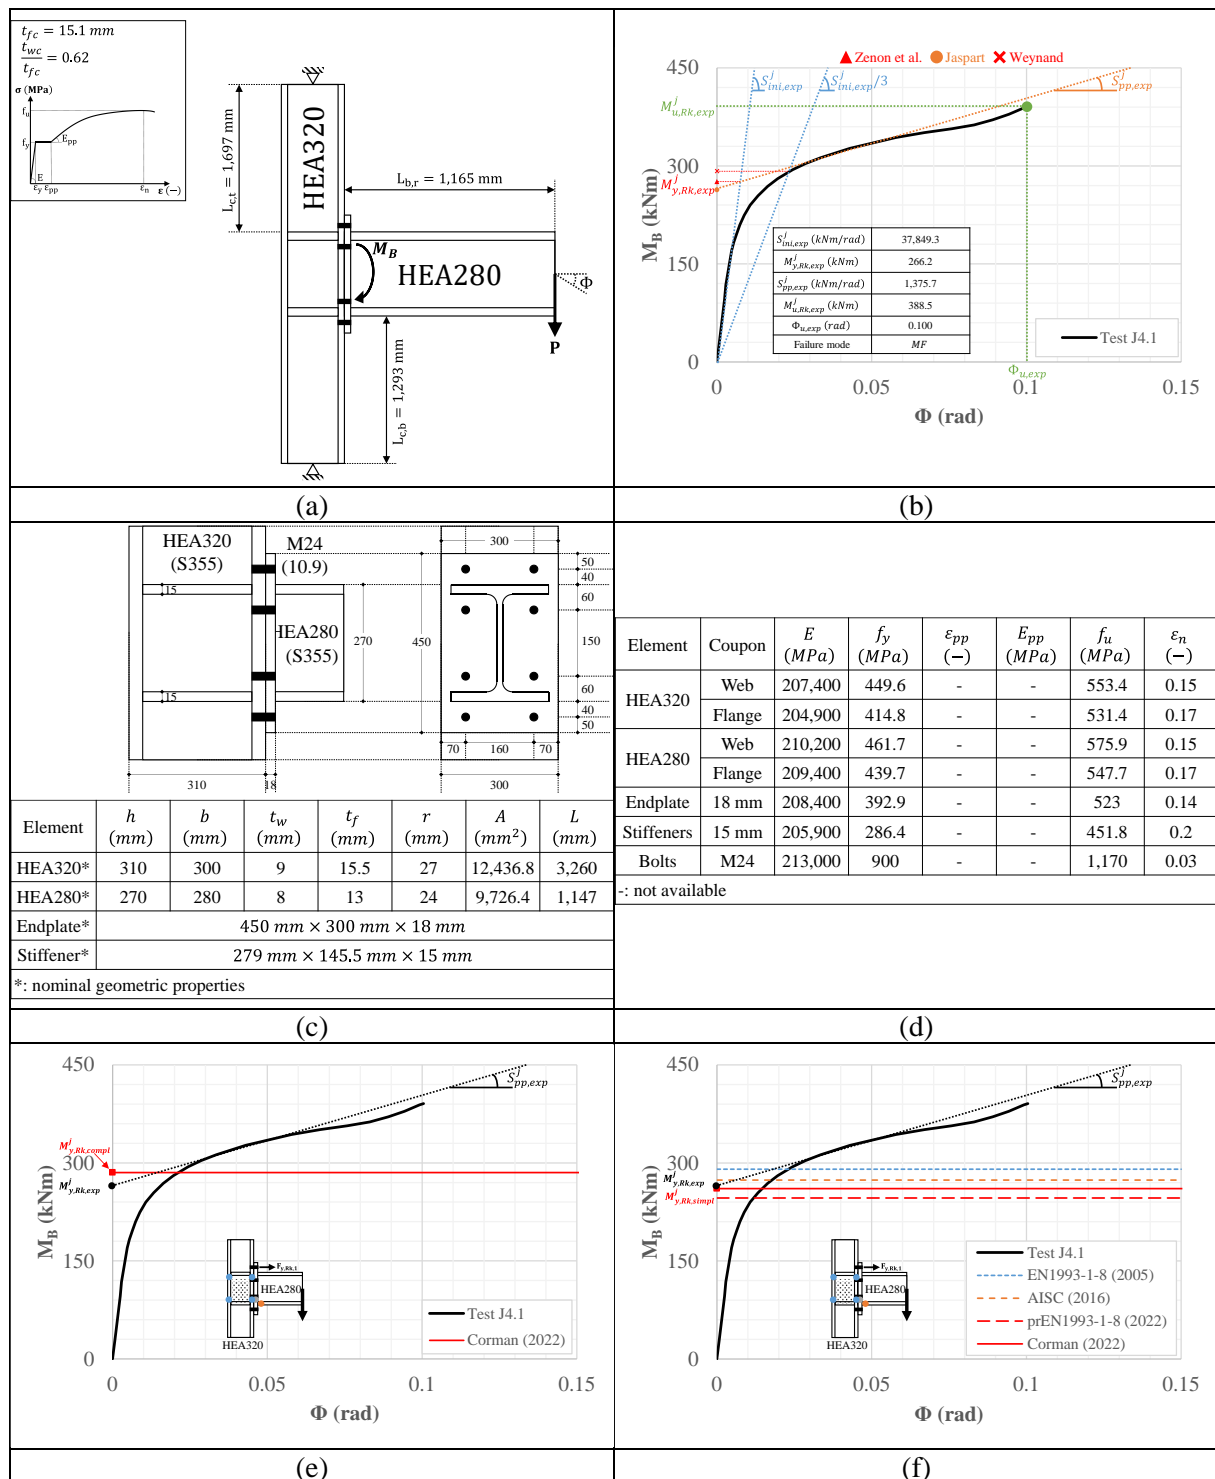 t_fc = 15.1 mm
t_wc / t_fc = 0.62
σ (MPa)
f_u
f_y
E_pp
E
ε_y ε_pp ε_n ε (−)
HEA320
L_c,t = 1,697 mm
L_b,r = 1,165 mm
M_B
HEA280
Φ
P
L_c,b = 1,293 mm
(a)
Zenon et al. Jaspart Weynand
450
300
150
0
M_B (kNm)
S^j_ini,exp
S^j_ini,exp/3
S^j_pp,exp
M^j_u,Rk,exp
M^j_y,Rk,exp
S^j_ini,exp (kNm/rad) 37,849.3
M^j_y,Rk,exp (kNm) 266.2
S^j_pp,exp (kNm/rad) 1,375.7
M^j_u,Rk,exp (kNm) 388.5
Φ_u,exp (rad) 0.100
Failure mode MF
Test J4.1
Φ_u,exp
0 0.05 0.1 0.15
Φ (rad)
(b)
HEA320
(S355)
M24
(10.9)
HEA280
(S355)
15
15
270
450
310
18
300
50
40
60
150
60
40
50
70 160 70
300
Element h (mm) b (mm) t_w (mm) t_f (mm) r (mm) A (mm²) L (mm)
HEA320* 310 300 9 15.5 27 12,436.8 3,260
HEA280* 270 280 8 13 24 9,726.4 1,147
Endplate* 450 mm × 300 mm × 18 mm
Stiffener* 279 mm × 145.5 mm × 15 mm
*: nominal geometric properties
(c)
Element Coupon E (MPa) f_y (MPa) ε_pp (−) E_pp (MPa) f_u (MPa) ε_n (−)
HEA320 Web 207,400 449.6 - - 553.4 0.15
Flange 204,900 414.8 - - 531.4 0.17
HEA280 Web 210,200 461.7 - - 575.9 0.15
Flange 209,400 439.7 - - 547.7 0.17
Endplate 18 mm 208,400 392.9 - - 523 0.14
Stiffeners 15 mm 205,900 286.4 - - 451.8 0.2
Bolts M24 213,000 900 - - 1,170 0.03
-: not available
(d)
450
300
150
0
M_B (kNm)
S^j_pp,exp
M^j_y,Rk,compl
M^j_y,Rk,exp
F_y,Rk,1
HEA280
HEA320
Test J4.1
Corman (2022)
0 0.05 0.1 0.15
Φ (rad)
(e)
450
300
150
0
M_B (kNm)
S^j_pp,exp
M^j_y,Rk,exp
M^j_y,Rk,simpl
F_y,Rk,1
HEA280
HEA320
Test J4.1
EN1993-1-8 (2005)
AISC (2016)
prEN1993-1-8 (2022)
Corman (2022)
0 0.05 0.1 0.15
Φ (rad)
(f)